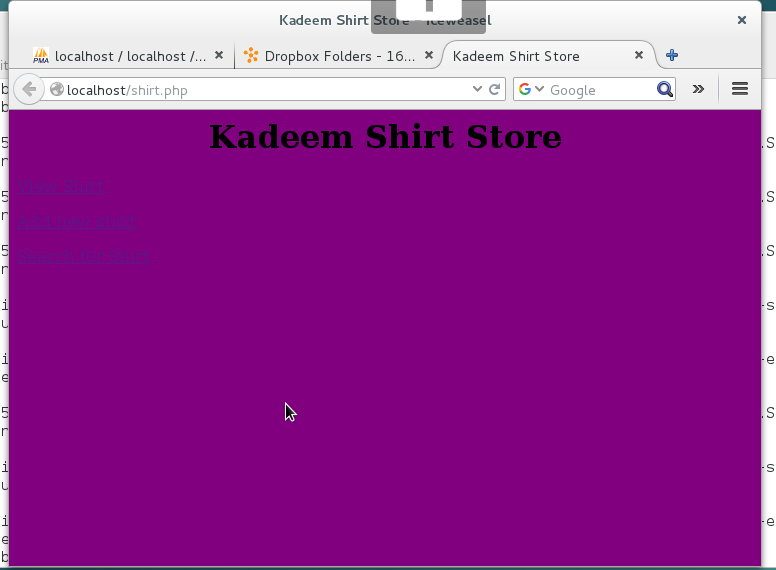 Kadeem Shirt Store - Iceweasel
localhost / localhost /...
Dropbox Folders - 16...
Kadeem Shirt Store
localhost/shirt.php
Google
Kadeem Shirt Store
View Shirt
Add New Shirt
Search for Shirt